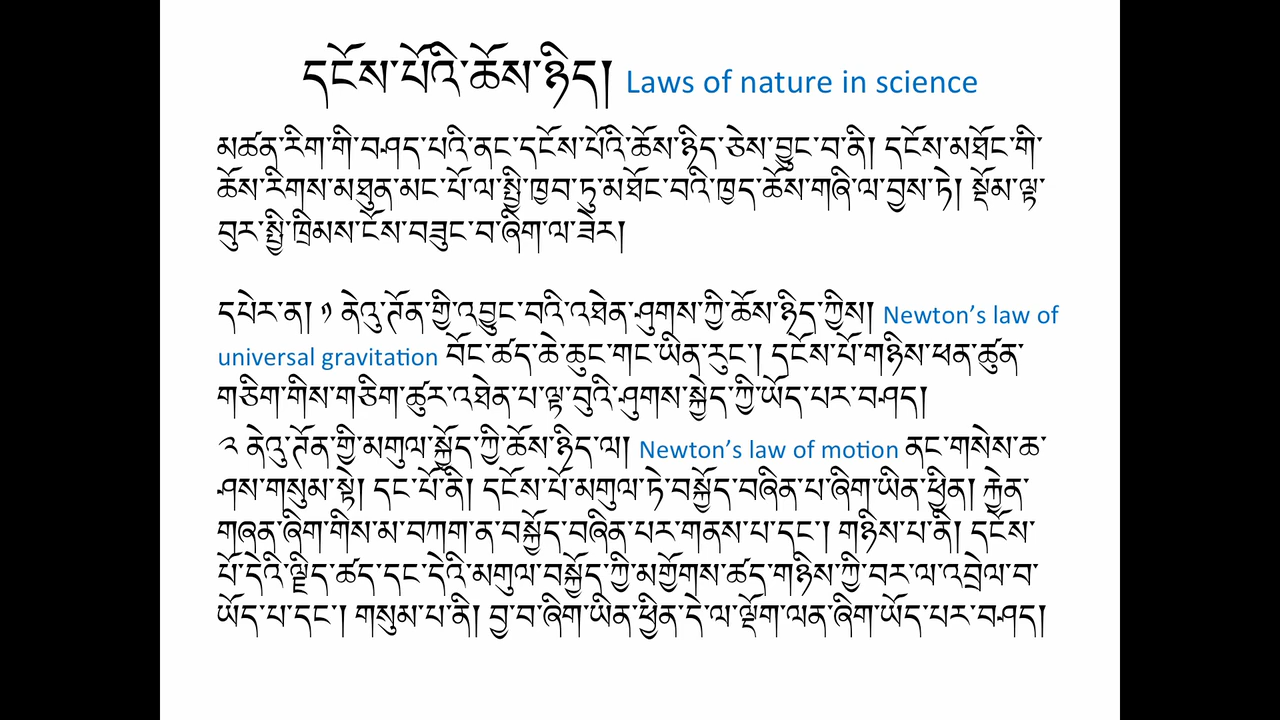 དངོས་པོའི་ཆོས་ཉིད། Laws of nature in science
མཚན་རིག་གི་བཤད་པའི་ནང་དངོས་པོའི་ཆོས་ཉིད་ཅེས་བྱུང་བ་ནི། དངོས་མཐོང་གི་
ཆོས་རིགས་མཐུན་མང་པོ་ལ་སྤྱི་ཁྱབ་ཏུ་མཐོང་བའི་ཁྱད་ཆོས་གཞི་ལ་བྱས་ཏེ། སྡོམ་ལྟ་
བུར་སྤྱི་ཁྲིམས་ངོས་བཟུང་བ་ཞིག་ལ་ཟེར།
དཔེར་ན། ༡ ནེའུ་ཊོན་གྱི་འབྱུང་བའི་འཐེན་ཤུགས་ཀྱི་ཆོས་ཉིད་ཀྱིས། Newton’s law of
universal gravitation བོང་ཚད་ཆེ་ཆུང་གང་ཡིན་རུང་། དངོས་པོ་གཉིས་ཕན་ཚུན་
གཅིག་གིས་གཅིག་ཚུར་འཐེན་པ་ལྟ་བུའི་ཤུགས་སྐྱེད་ཀྱི་ཡོད་པར་བཤད།
༢ ནེའུ་ཊོན་གྱི་མགུལ་སྐྱོད་ཀྱི་ཆོས་ཉིད་ལ། Newton’s law of motion ནང་གསེས་ཆ་
ཤས་གསུམ་སྟེ། དང་པོ་ནི། དངོས་པོ་མགུལ་ཏེ་བསྐྱོད་བཞིན་པ་ཞིག་ཡིན་ཕྱིན། རྐྱེན་
གཞན་ཞིག་གིས་མ་བཀག་ན་བསྐྱོད་བཞིན་པར་གནས་པ་དང་། གཉིས་པ་ནི། དངོས་
པོ་དེའི་ལྗིད་ཚད་དང་དེའི་མགུལ་བསྐྱོད་ཀྱི་མགྱོགས་ཚད་གཉིས་ཀྱི་བར་ལ་འབྲེལ་བ་
ཡོད་པ་དང་། གསུམ་པ་ནི། བྱ་བ་ཞིག་ཡིན་ཕྱིན་དེ་ལ་ལྡོག་ལན་ཞིག་ཡོད་པར་བཤད།